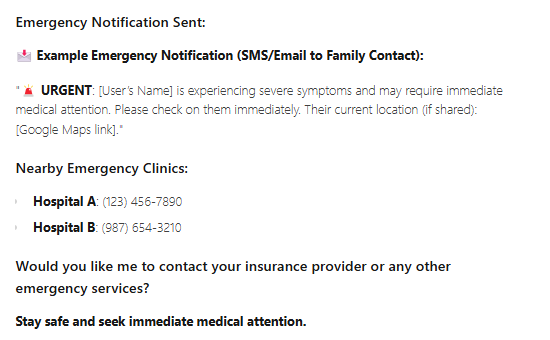 Emergency Notification Sent:
📩 Example Emergency Notification (SMS/Email to Family Contact):
"🚨 URGENT: [User's Name] is experiencing severe symptoms and may require immediate
medical attention. Please check on them immediately. Their current location (if shared):
[Google Maps link]."
Nearby Emergency Clinics:
Hospital A: (123) 456-7890
Hospital B: (987) 654-3210
Would you like me to contact your insurance provider or any other
emergency services?
Stay safe and seek immediate medical attention.